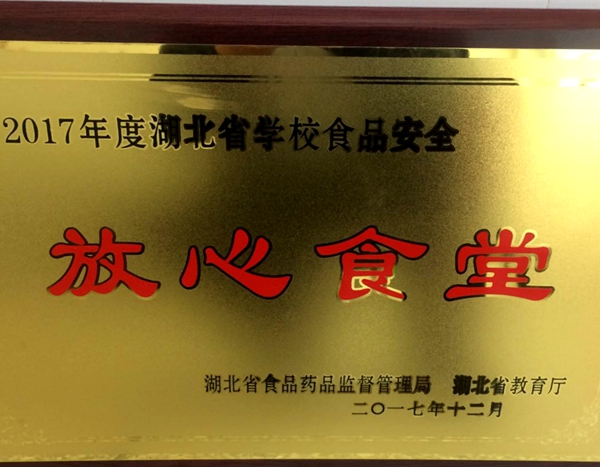 2017年度湖北省学校食品安全
放心食堂
湖北省食品药品监督管理局 湖北省教育厅
二〇一七年十二月